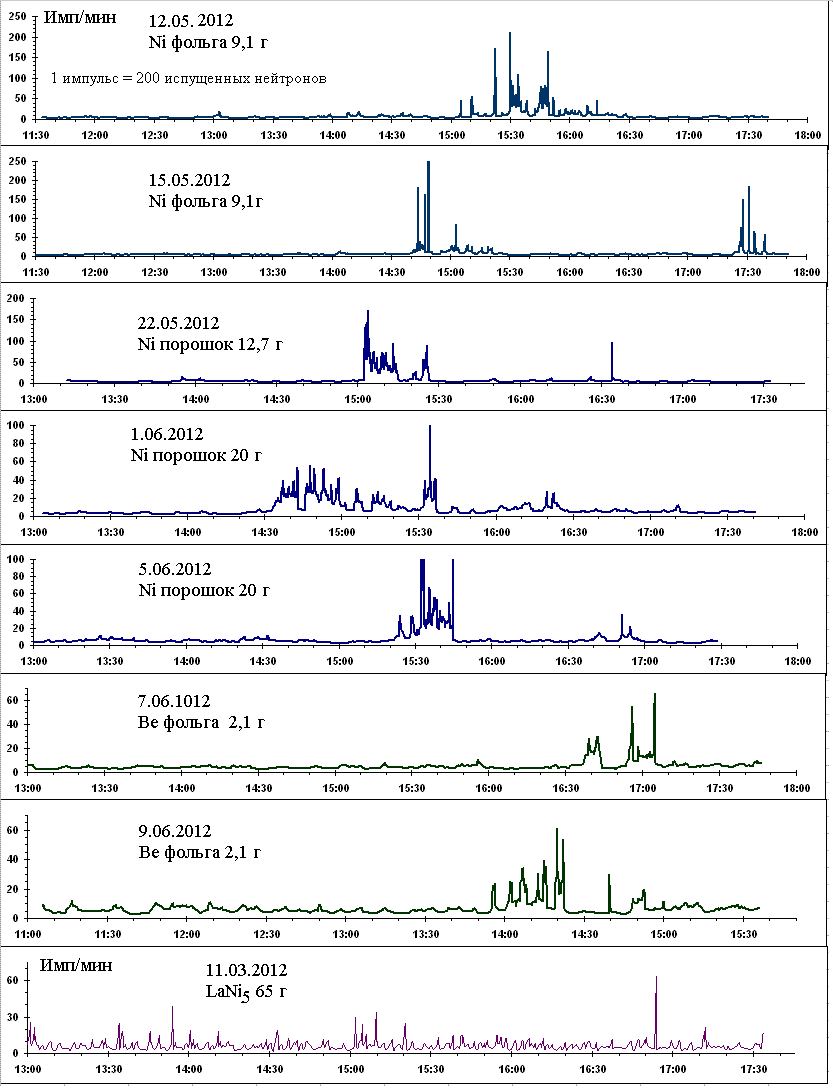 250
Имп/мин
12.05. 2012
Ni фольга 9,1 г
200
150
1 импульс = 200 испущенных нейтронов
100
50
0
11:30 12:00 12:30 13:00 13:30 14:00 14:30 15:00 15:30 16:00 16:30 17:00 17:30 18:00
250
15.05.2012
Ni фольга 9,1г
200
150
100
50
0
11:30 12:00 12:30 13:00 13:30 14:00 14:30 15:00 15:30 16:00 16:30 17:00 17:30 18:00
200
22.05.2012
Ni порошок 12,7 г
150
100
50
0
13:00 13:30 14:00 14:30 15:00 15:30 16:00 16:30 17:00 17:30
100
1.06.2012
Ni порошок 20 г
80
60
40
20
0
13:00 13:30 14:00 14:30 15:00 15:30 16:00 16:30 17:00 17:30 18:00
100
5.06.2012
Ni порошок 20 г
80
60
40
20
0
13:00 13:30 14:00 14:30 15:00 15:30 16:00 16:30 17:00 17:30 18:00
7.06.1012
Be фольга 2,1 г
60
40
20
0
13:00 13:30 14:00 14:30 15:00 15:30 16:00 16:30 17:00 17:30 18:00
9.06.2012
Be фольга 2,1 г
60
40
20
0
11:00 11:30 12:00 12:30 13:00 13:30 14:00 14:30 15:00 15:30
Имп/мин
11.03.2012
LaNi5 65 г
60
30
0
13:00 13:30 14:00 14:30 15:00 15:30 16:00 16:30 17:00 17:30